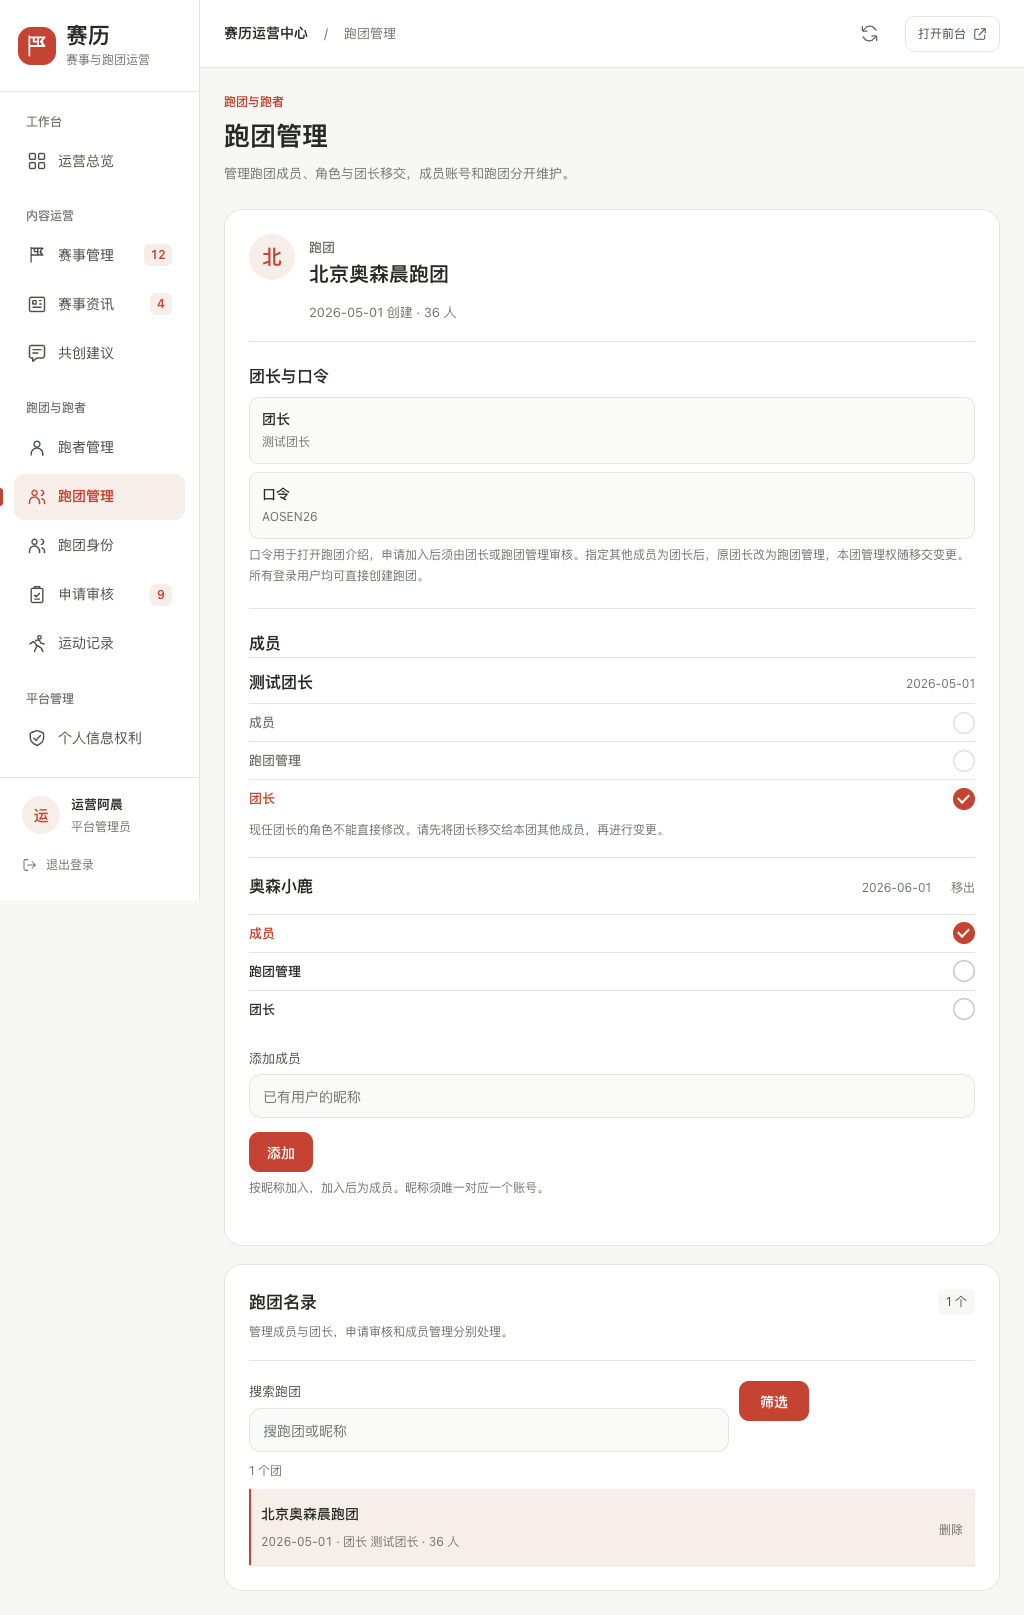 赛历
赛事与跑团运营
工作台
运营总览
内容运营
赛事管理 12
赛事资讯 4
共创建议
跑团与跑者
跑者管理
跑团管理
跑团身份
申请审核 9
运动记录
平台管理
个人信息权利
运 运营阿晨
平台管理员
退出登录
赛历运营中心 / 跑团管理
打开前台
跑团与跑者
跑团管理
管理跑团成员、角色与团长移交，成员账号和跑团分开维护。
北
跑团
北京奥森晨跑团
2026-05-01 创建 · 36 人
团长与口令
团长
测试团长
口令
AOSEN26
口令用于打开跑团介绍，申请加入后须由团长或跑团管理审核。指定其他成员为团长后，原团长改为跑团管理，本团管理权随移交变更。
所有登录用户均可直接创建跑团。
成员
测试团长 2026-05-01
成员
跑团管理
团长
现任团长的角色不能直接修改。请先将团长移交给本团其他成员，再进行变更。
奥森小鹿 2026-06-01 移出
成员
跑团管理
团长
添加成员
已有用户的昵称
添加
按昵称加入，加入后为成员。昵称须唯一对应一个账号。
跑团名录 1 个
管理成员与团长，申请审核和成员管理分别处理。
搜索跑团
搜跑团或昵称
筛选
1 个团
北京奥森晨跑团
2026-05-01 · 团长 测试团长 · 36 人
删除